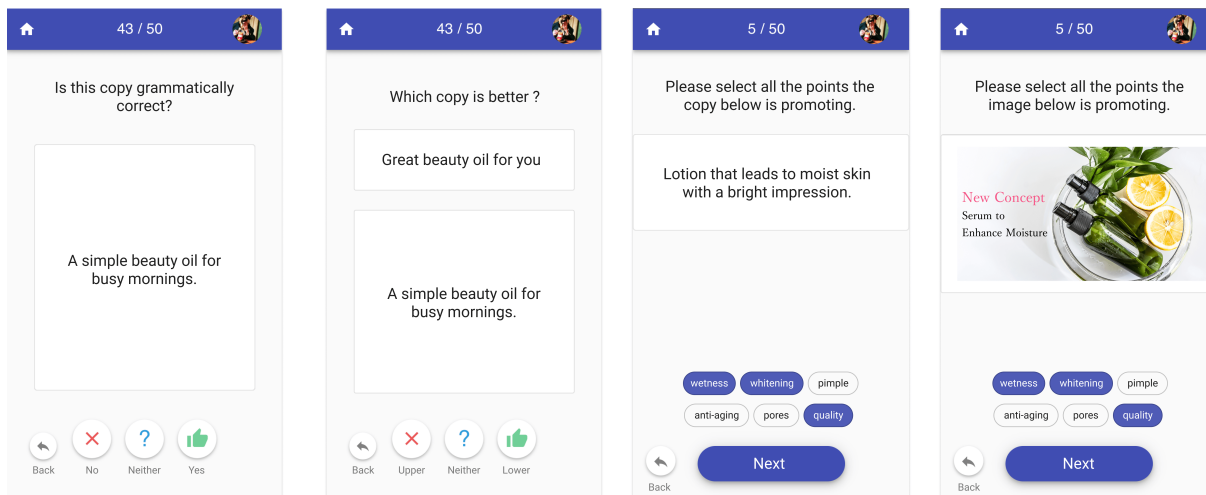 43 / 50
Is this copy grammatically
correct?
A simple beauty oil for
busy mornings.
Back
No
Neither
Yes
43 / 50
Which copy is better ?
Great beauty oil for you
A simple beauty oil for
busy mornings.
Back
Upper
Neither
Lower
5 / 50
Please select all the points the
copy below is promoting.
Lotion that leads to moist skin
with a bright impression.
wetness whitening pimple
anti-aging pores quality
Back
Next
5 / 50
Please select all the points the
image below is promoting.
New Concept
Serum to
Enhance Moisture
wetness whitening pimple
anti-aging pores quality
Back
Next